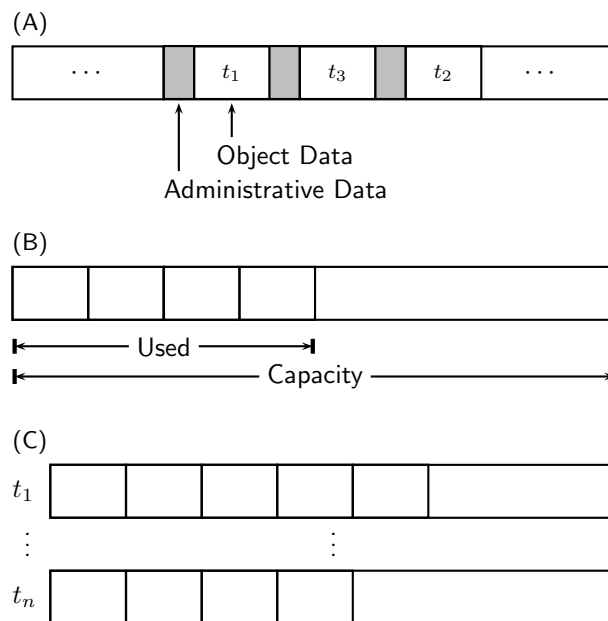 (A)
⋯ t₁ t₃ t₂ ⋯
Object Data
Administrative Data
(B)
Used
Capacity
(C)
t₁
⋮ ⋮
tₙ